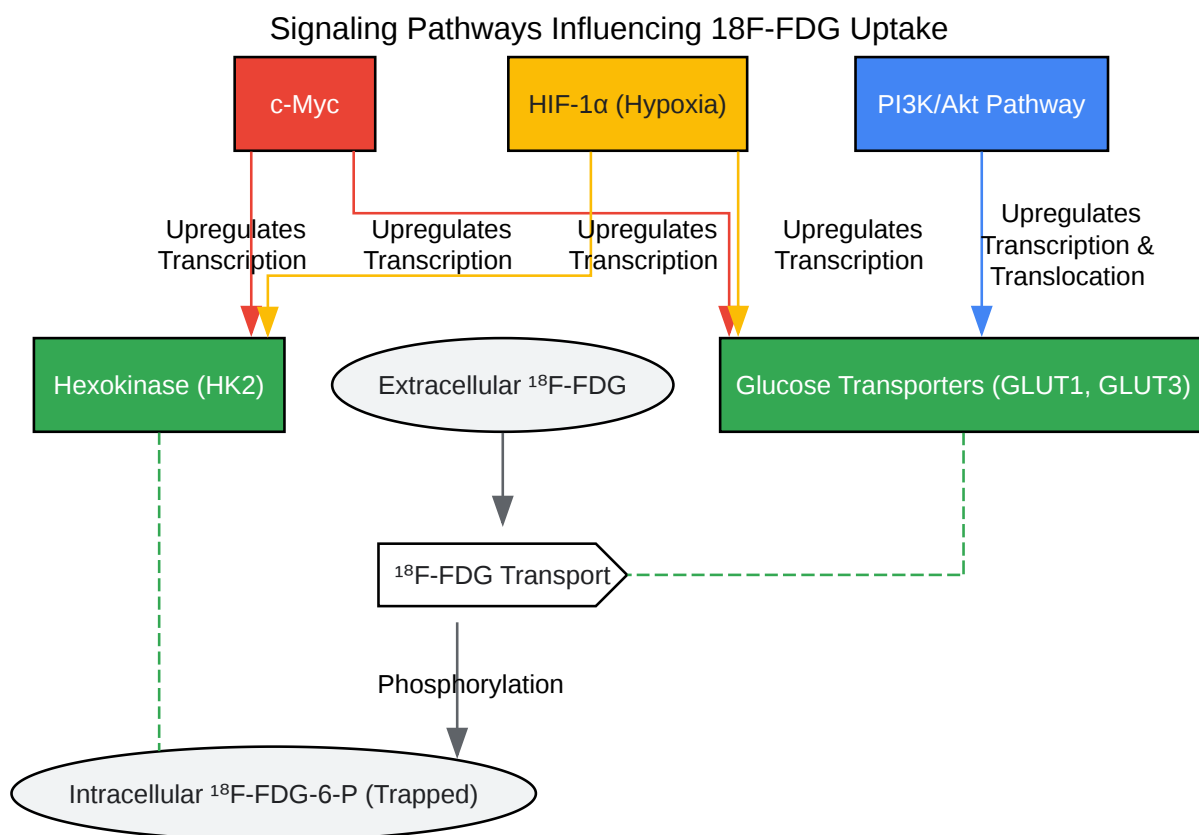 Signaling Pathways Influencing 18F-FDG Uptake
c-Myc
HIF-1α (Hypoxia)
PI3K/Akt Pathway
Upregulates
Transcription
Upregulates
Transcription
Upregulates
Transcription
Upregulates
Transcription
Upregulates
Transcription &
Translocation
Hexokinase (HK2)
Extracellular ¹⁸F-FDG
Glucose Transporters (GLUT1, GLUT3)
¹⁸F-FDG Transport
Phosphorylation
Intracellular ¹⁸F-FDG-6-P (Trapped)